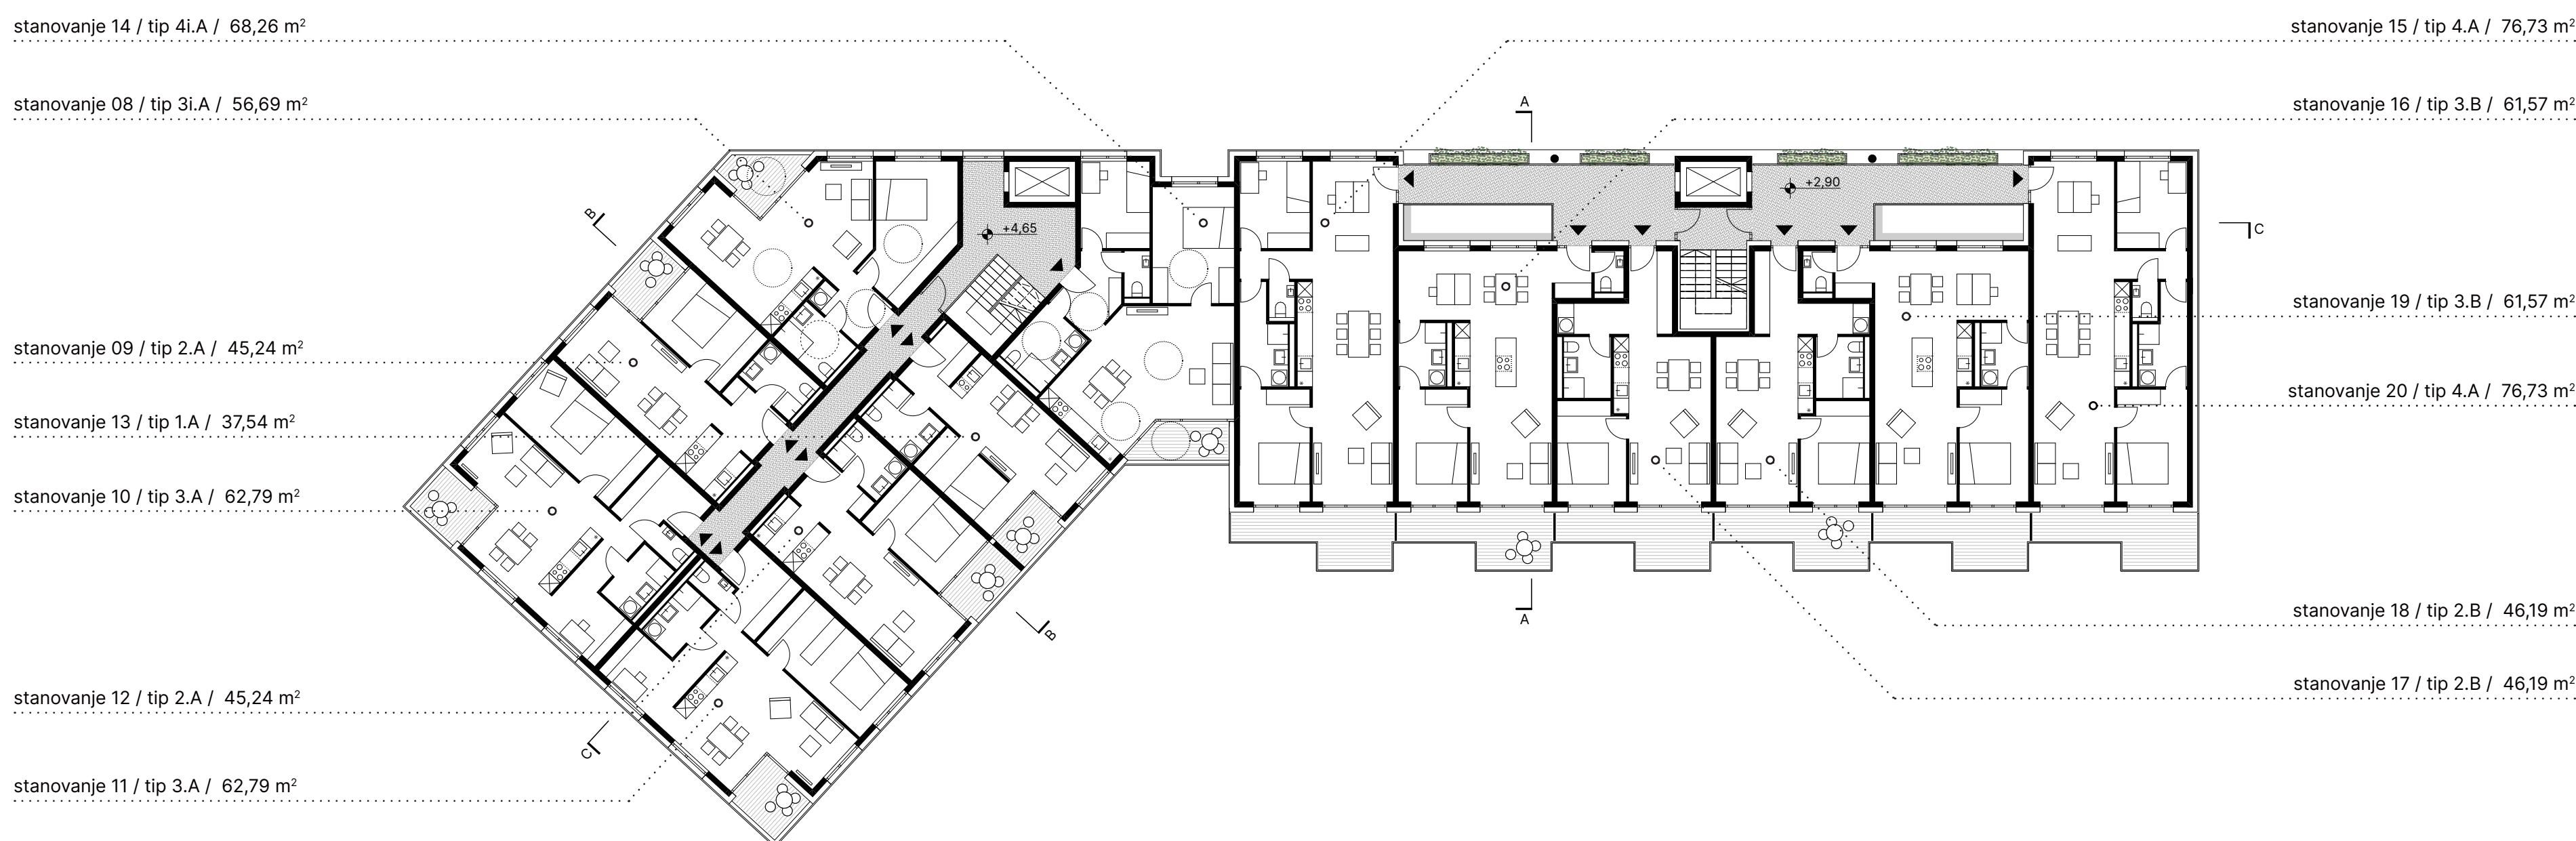 stanovanje 14 / tip 4i.A / 68,26 m²
stanovanje 15 / tip 4.A / 76,73 m²
stanovanje 08 / tip 3i.A / 56,69 m²
stanovanje 16 / tip 3.B / 61,57 m²
A
+2,90
B
+4,65
C
stanovanje 19 / tip 3.B / 61,57 m²
stanovanje 09 / tip 2.A / 45,24 m²
stanovanje 20 / tip 4.A / 76,73 m²
stanovanje 13 / tip 1.A / 37,54 m²
stanovanje 10 / tip 3.A / 62,79 m²
stanovanje 18 / tip 2.B / 46,19 m²
A
B
stanovanje 17 / tip 2.B / 46,19 m²
stanovanje 12 / tip 2.A / 45,24 m²
C
stanovanje 11 / tip 3.A / 62,79 m²